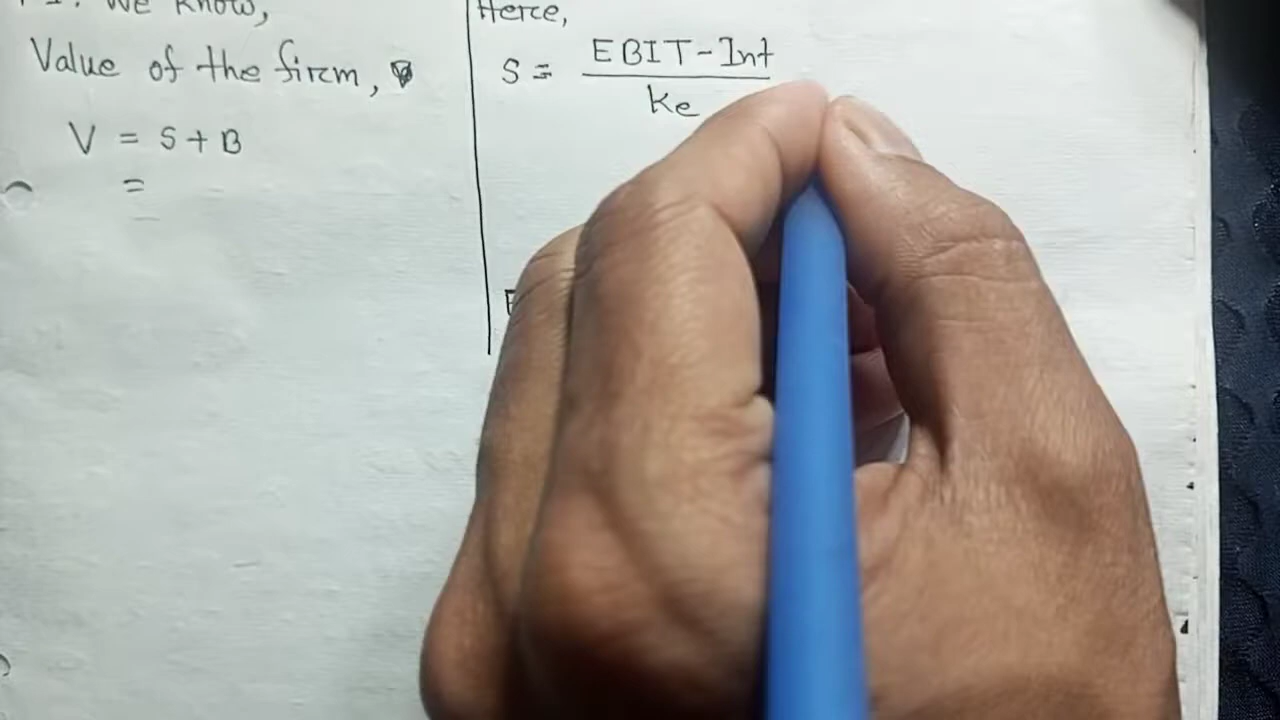 We Know,
Value of the firm,
V = S + B
=
Here,
S = EBIT - Int
Ke